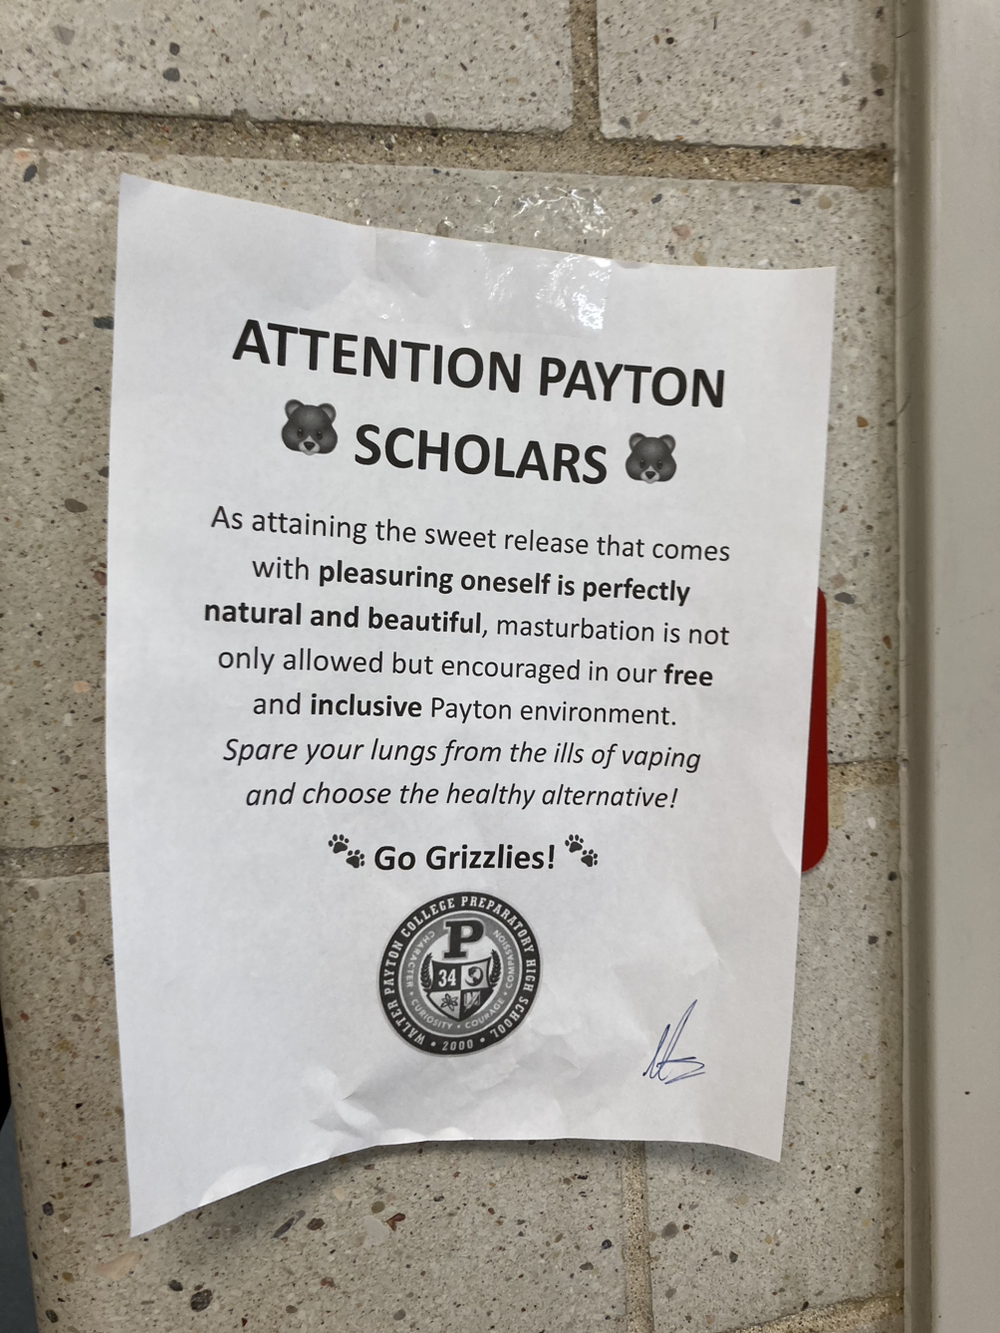 ATTENTION PAYTON
SCHOLARS
As attaining the sweet release that comes
with pleasuring oneself is perfectly
natural and beautiful, masturbation is not
only allowed but encouraged in our free
and inclusive Payton environment.
Spare your lungs from the ills of vaping
and choose the healthy alternative!
Go Grizzlies!
WALTER PAYTON COLLEGE PREPARATORY HIGH SCHOOL
P
34
CHARACTER • CURIOSITY • COURAGE • COMPASSION
• 2000 •